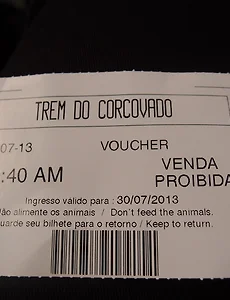 TREM DO CORCOVADO
07-13 VOUCHER
:40 AM VENDA
PROIBIDA
Ingresso valido para : 30/07/2013
Não alimente os animais / Don't feed the animals.
uarde seu bilhete para o retorno / Keep to return.